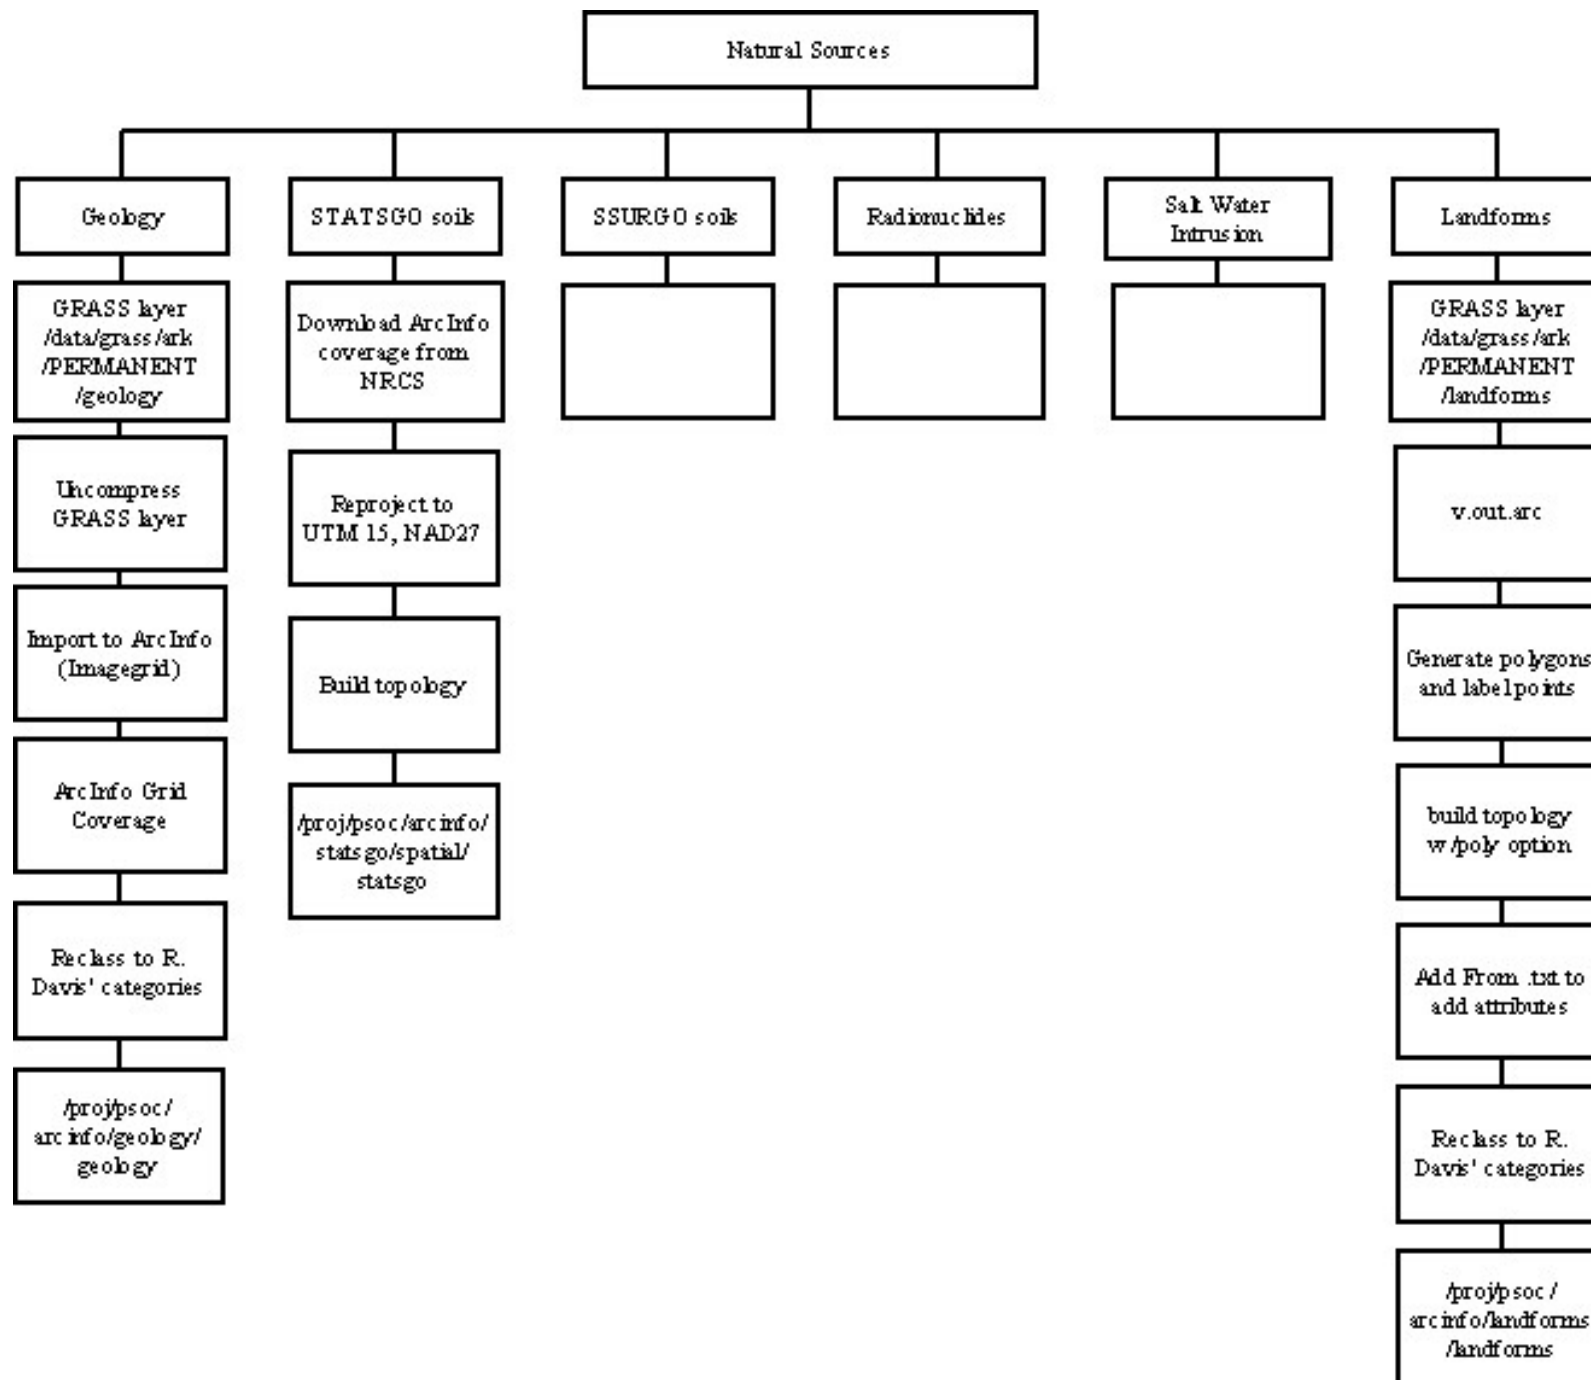 Natural Sources
Geology
GRASS layer
/data/grass/ark
/PERMANENT
/geology
Uncompress
GRASS layer
Import to ArcInfo
(Imagegrid)
ArcInfo Grid
Coverage
Reclass to R.
Davis' categories
/proj/psoc/
arcinfo/geology/
geology
STATSGO soils
Download ArcInfo
coverage from
NRCS
Reproject to
UTM 15, NAD27
Build topology
/proj/psoc/arcinfo/
statsgo/spatial/
statsgo
SSURGO soils
Radionuclides
Salt Water
Intrusion
Landforms
GRASS layer
/data/grass/ark
/PERMANENT
/landforms
v.out.arc
Generate polygons
and label points
build topology
w/poly option
Add From .txt to
add attributes
Reclass to R.
Davis' categories
/proj/psoc/
arcinfo/landforms
/landforms